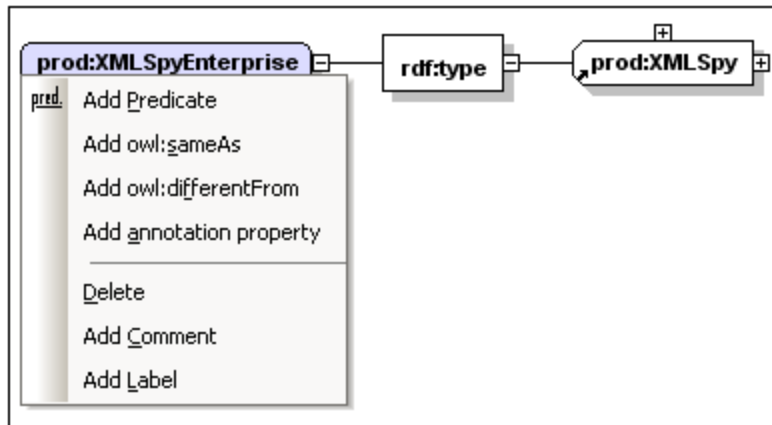 prod:XMLSpyEnterprise rdf:type prod:XMLSpy
pred. Add Predicate
Add owl:sameAs
Add owl:differentFrom
Add annotation property
Delete
Add Comment
Add Label